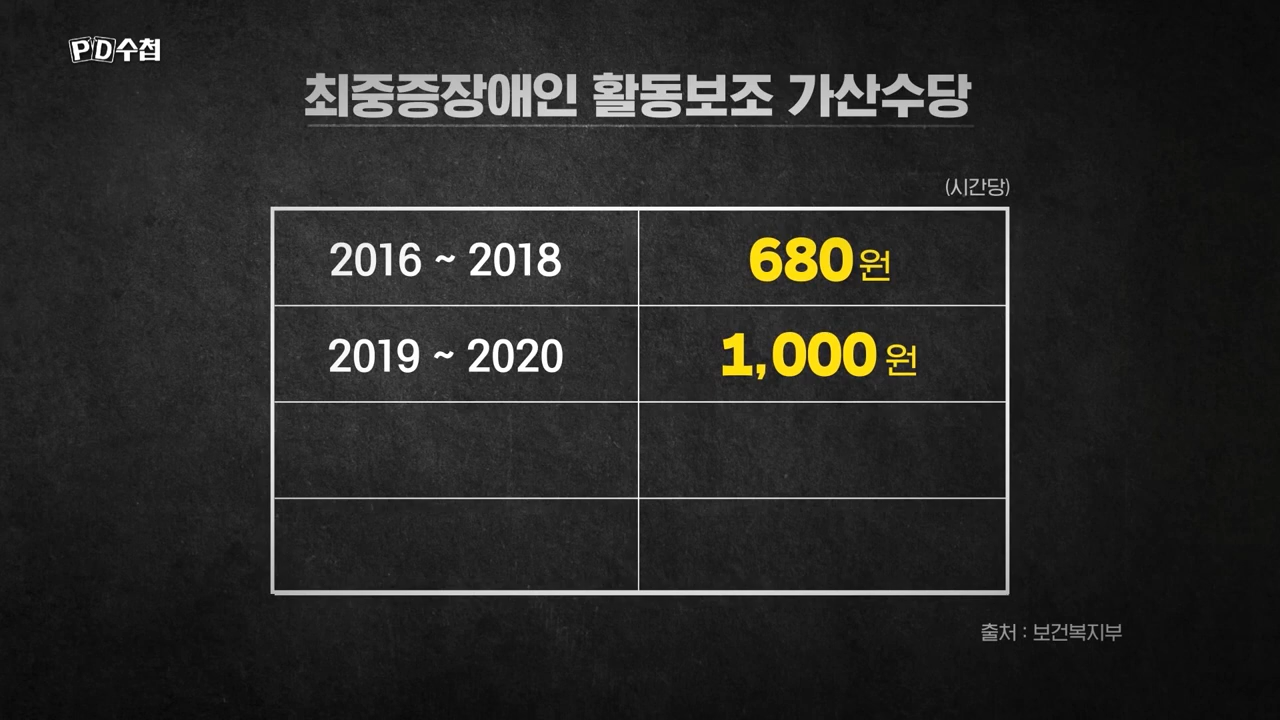 PD수첩
최중증장애인 활동보조 가산수당
(시간당)
2016 ~ 2018 680원
2019 ~ 2020 1,000원
출처 : 보건복지부